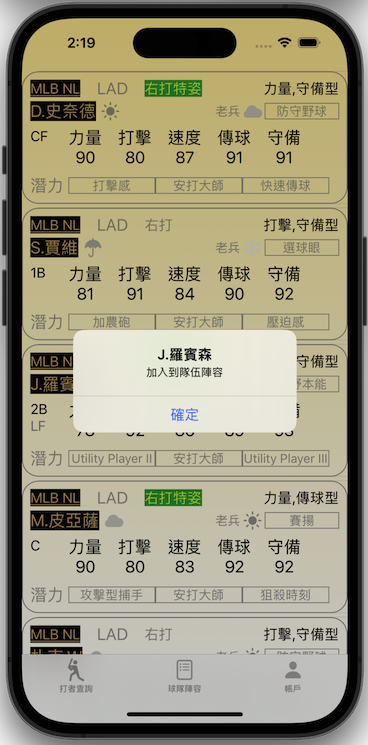 2:19
MLB NL LAD 右打特姿 力量,守備型
D.史奈德 老兵 防守野球
CF 力量 打擊 速度 傳球 守備
90 80 87 91 91
潛力 打擊感 安打大師 快速傳球
MLB NL LAD 右打 打擊,守備型
S.賈維 老兵 選球眼
1B 力量 打擊 速度 傳球 守備
81 91 84 90 92
潛力 加農砲 安打大師 壓迫感
MLB N 守備型
J.羅賓 本能
J.羅賓森
加入到隊伍陣容
確定
2B
LF
潛力 Utility Player II 安打大師 Utility Player III
MLB NL LAD 右打特姿 力量,傳球型
M.皮亞薩 老兵 賽揚
C 力量 打擊 速度 傳球 守備
90 80 83 92 92
潛力 攻擊型捕手 安打大師 狙殺時刻
MLB NL LAD 右打 打擊,守備型
打者查詢 球隊陣容 帳戶